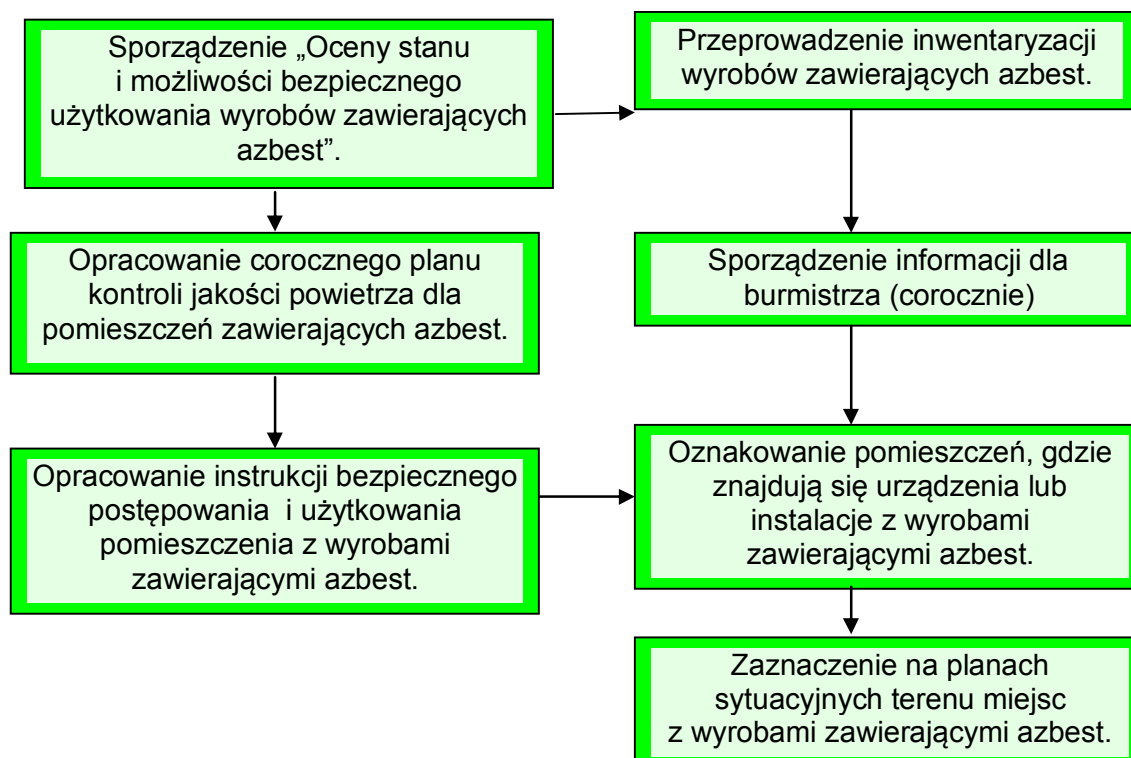 Sporządzenie „Oceny stanu
i możliwości bezpiecznego
użytkowania wyrobów zawierających
azbest”.
Przeprowadzenie inwentaryzacji
wyrobów zawierających azbest.
Opracowanie corocznego planu
kontroli jakości powietrza dla
pomieszczeń zawierających azbest.
Sporządzenie informacji dla
burmistrza (corocznie)
Opracowanie instrukcji bezpiecznego
postępowania i użytkowania
pomieszczenia z wyrobami
zawierającymi azbest.
Oznakowanie pomieszczeń, gdzie
znajdują się urządzenia lub
instalacje z wyrobami
zawierającymi azbest.
Zaznaczenie na planach
sytuacyjnych terenu miejsc
z wyrobami zawierającymi azbest.